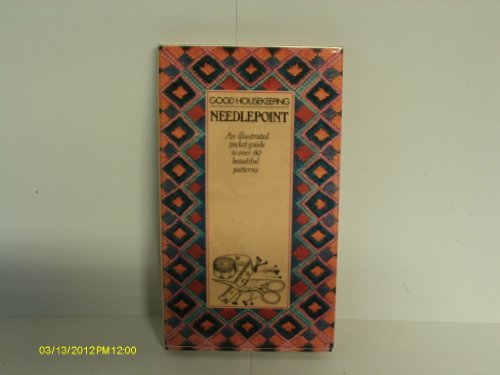 GOOD HOUSEKEEPING
NEEDLEPOINT
An illustrated
pocket guide
to over 80
beautiful
patterns
03/13/2012PM12:00